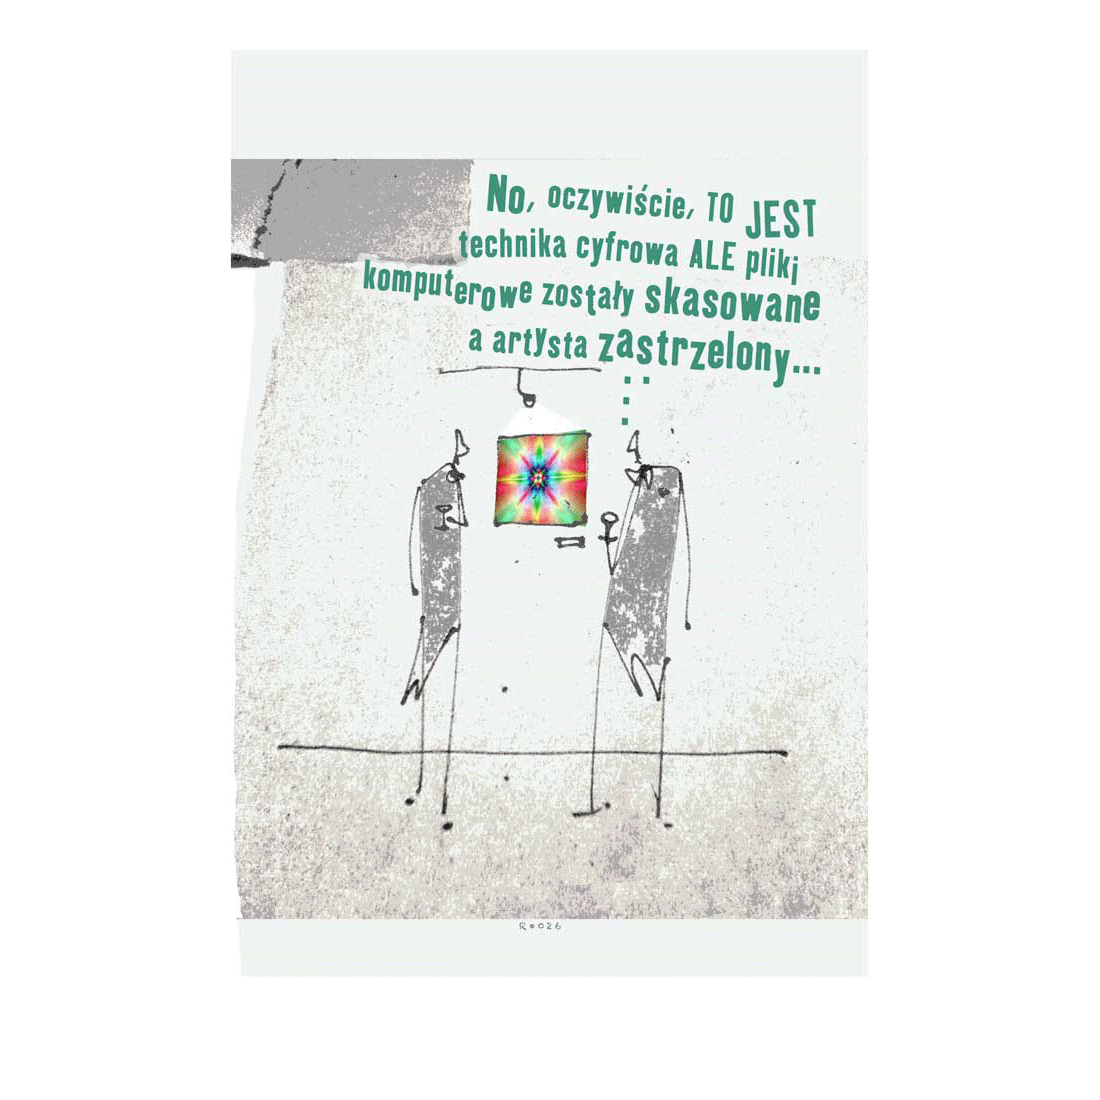 No, oczywiście, TO JEST
technika cyfrowa ALE pliki
komputerowe zostały skasowane
a artysta zastrzelony...
R0026